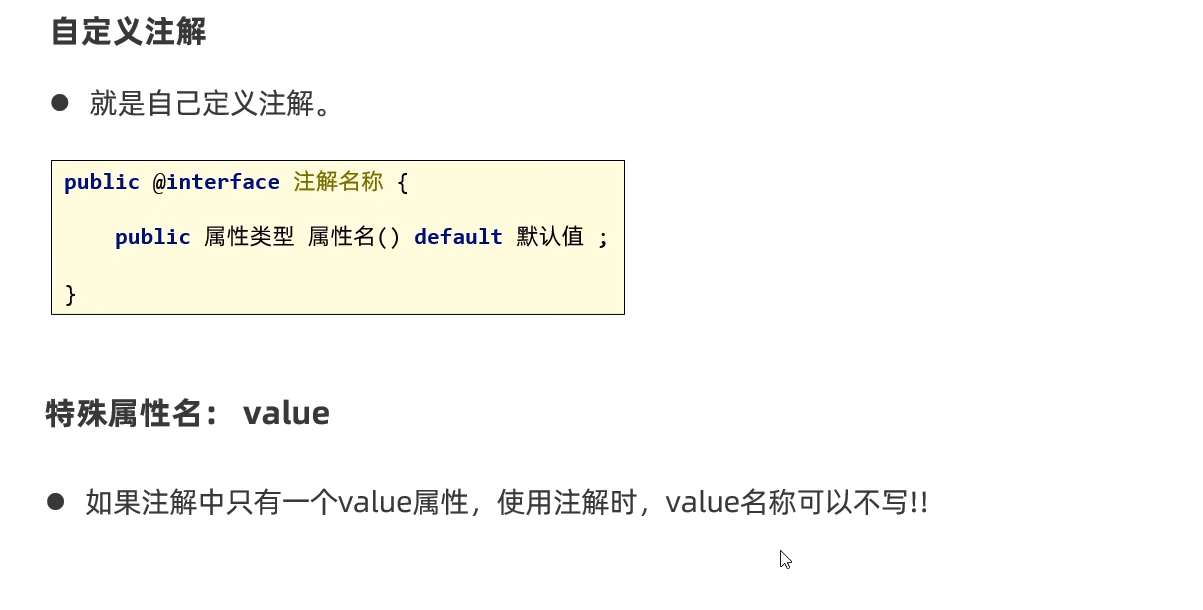 自定义注解
● 就是自己定义注解。
public @interface 注解名称 {
public 属性类型 属性名() default 默认值 ;
}
特殊属性名： value
● 如果注解中只有一个value属性，使用注解时，value名称可以不写!!